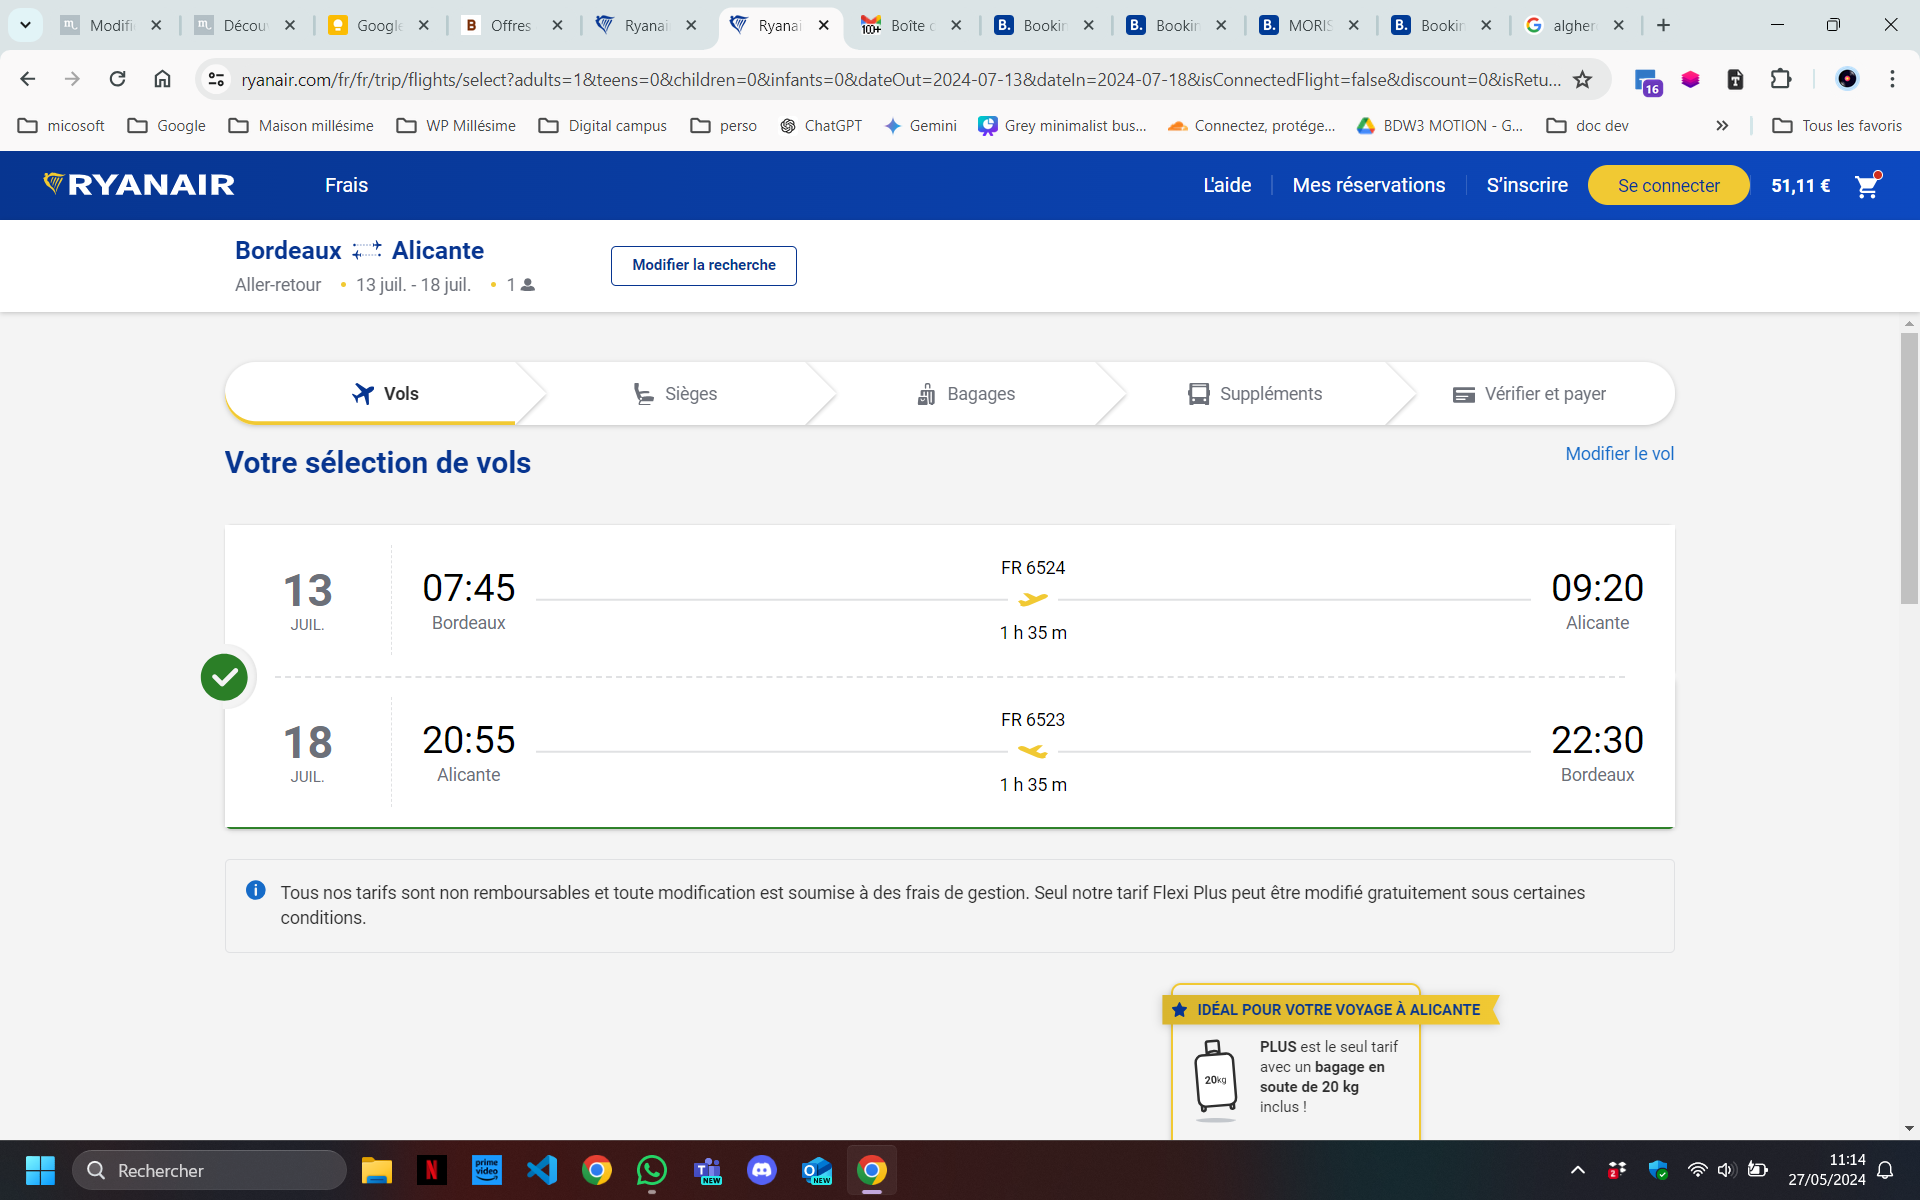 Modifi
Découv
Google
Offres
Ryanai
Ryanai
Boîte d
Bookin
Bookin
MORIS
Bookin
algher
ryanair.com/fr/fr/trip/flights/select?adults=1&teens=0&children=0&infants=0&dateOut=2024-07-13&dateIn=2024-07-18&isConnectedFlight=false&discount=0&isRetu...
16
micosoft
Google
Maison millésime
WP Millésime
Digital campus
perso
ChatGPT
Gemini
Grey minimalist bus...
Connectez, protége...
BDW3 MOTION - G...
doc dev
Tous les favoris
RYANAIR
Frais
L'aide
Mes réservations
S'inscrire
Se connecter
51,11 €
Bordeaux Alicante
Modifier la recherche
Aller-retour • 13 juil. - 18 juil. • 1
Vols
Sièges
Bagages
Suppléments
Vérifier et payer
Votre sélection de vols
Modifier le vol
FR 6524
13
JUIL.
07:45
Bordeaux
1 h 35 m
09:20
Alicante
FR 6523
18
JUIL.
20:55
Alicante
1 h 35 m
22:30
Bordeaux
Tous nos tarifs sont non remboursables et toute modification est soumise à des frais de gestion. Seul notre tarif Flexi Plus peut être modifié gratuitement sous certaines
conditions.
IDÉAL POUR VOTRE VOYAGE À ALICANTE
20kg
PLUS est le seul tarif
avec un bagage en
soute de 20 kg
inclus !
Rechercher
prime video
NEW
NEW
2
11:14
27/05/2024